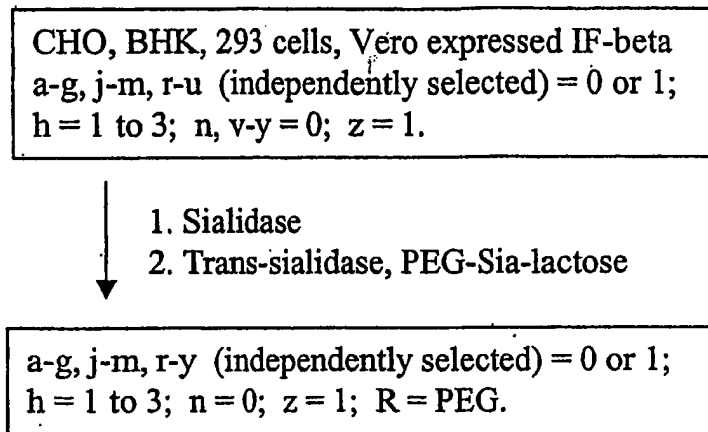 CHO, BHK, 293 cells, Vero expressed IF-beta
a-g, j-m, r-u (independently selected) = 0 or 1;
h = 1 to 3; n, v-y = 0; z = 1.
1. Sialidase
2. Trans-sialidase, PEG-Sia-lactose
a-g, j-m, r-y (independently selected) = 0 or 1;
h = 1 to 3; n = 0; z = 1; R = PEG.